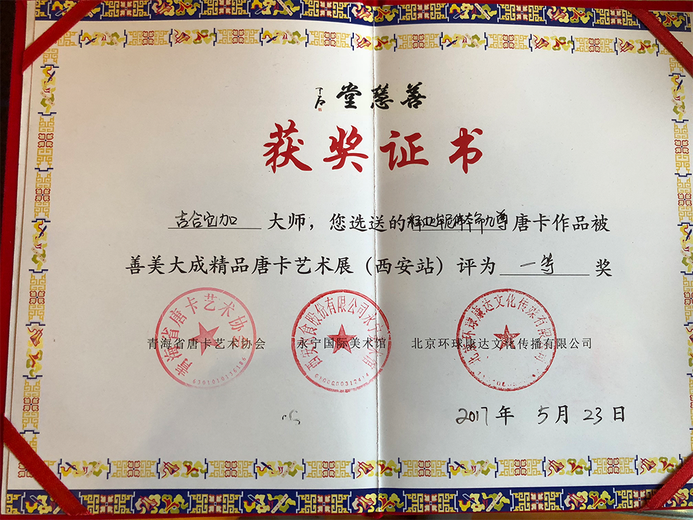 善慈堂
获奖证书
吉合宝加 大师，您选送的 唐卡作品被
善美大成精品唐卡艺术展（西安站）评为 一等 奖
青海省唐卡艺术协会 永宁国际美术馆 北京环球康达文化传播有限公司
2017年 5月 23日